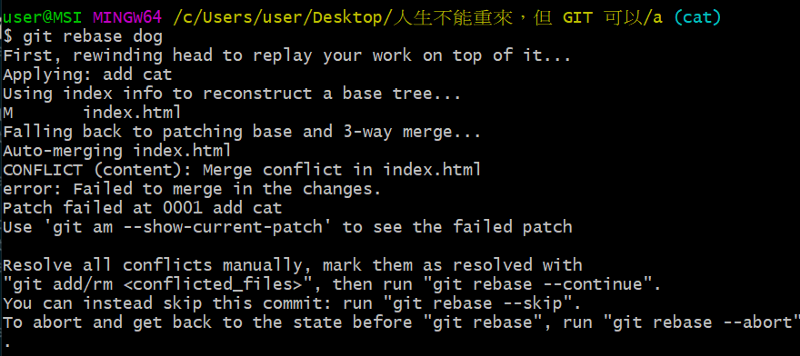 user@MSI MINGW64 /c/Users/user/Desktop/人生不能重來，但 GIT 可以/a (cat)
$ git rebase dog
First, rewinding head to replay your work on top of it...
Applying: add cat
Using index info to reconstruct a base tree...
M       index.html
Falling back to patching base and 3-way merge...
Auto-merging index.html
CONFLICT (content): Merge conflict in index.html
error: Failed to merge in the changes.
Patch failed at 0001 add cat
Use 'git am --show-current-patch' to see the failed patch

Resolve all conflicts manually, mark them as resolved with
"git add/rm <conflicted_files>", then run "git rebase --continue".
You can instead skip this commit: run "git rebase --skip".
To abort and get back to the state before "git rebase", run "git rebase --abort"
.